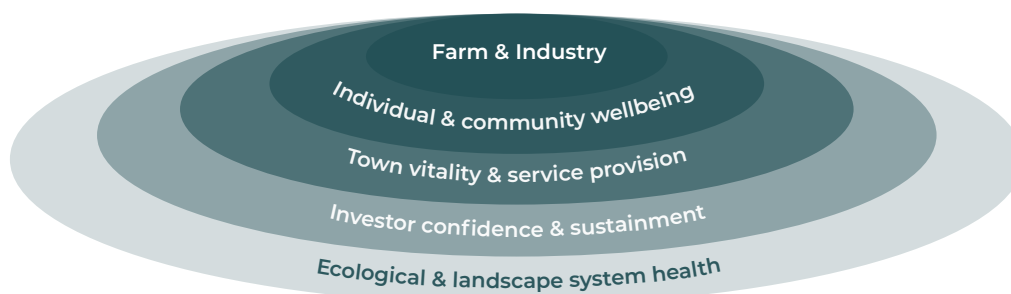 Farm & Industry
Individual & community wellbeing
Town vitality & service provision
Investor confidence & sustainment
Ecological & landscape system health